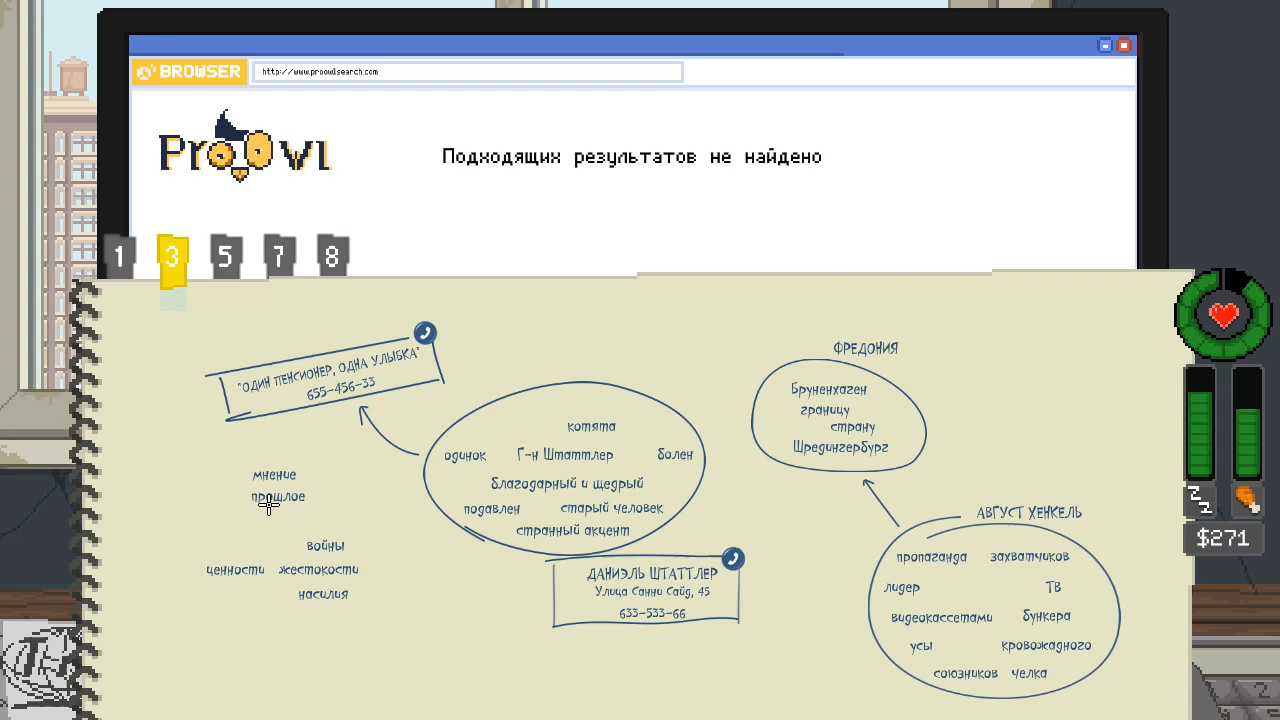 BROWSER
http://www.proowlsearch.com
PrOOwl
Подходящих результатов не найдено
1 3 5 7 8
"ОДИН ПЕНСИОНЕР, ОДНА УЛЫБКА"
655-456-33
котята
одинок Г-н Штаттлер болен
благодарный и щедрый
подавлен старый человек
странный акцент
ДАНИЭЛЬ ШТАТТЛЕР
Улица Санни Сайд, 45
633-533-66
мнение
прошлое
войны
ценности жестокости
насилия
ФРЕДОНИЯ
Бруненхаген
границу
страну
Шредингербург
АВГУСТ ХЕНКЕЛЬ
пропаганда захватчиков
лидер ТВ
видеокассетами бункера
усы кровожадного
союзников челка
$271
2